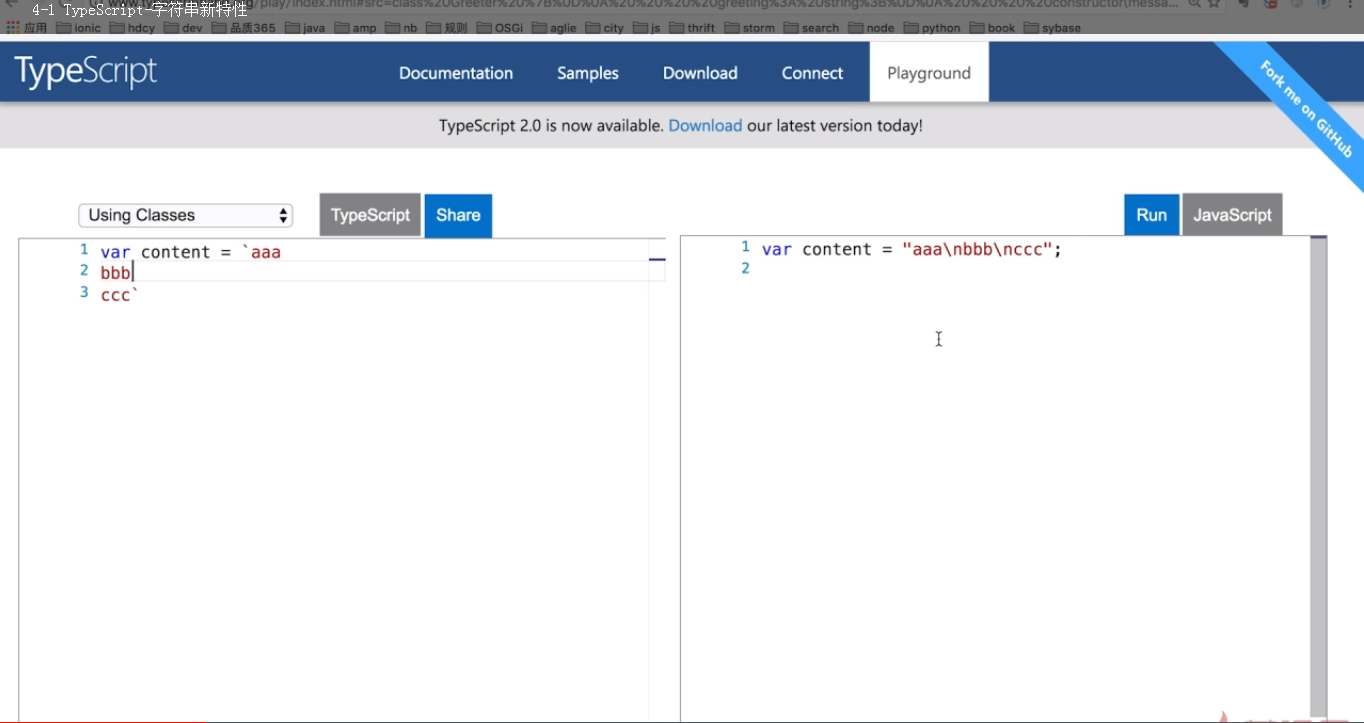 4-1 TypeScript-字符串新特性
/play/index.html#src=class%20Greeter%20%7B%0D%0A%20%20%20%20greeting%3A%20string%3B%0D%0A%20%20%20%20constructor(messa...
应用 ionic hdcy dev 品质365 java amp nb 规则 OSGi aglie city js thrift storm search node python book sybase
TypeScript Documentation Samples Download Connect Playground
Fork me on GitHub
TypeScript 2.0 is now available. Download our latest version today!
Using Classes TypeScript Share Run JavaScript
1 var content = `aaa
2 bbb
3 ccc`
1 var content = "aaa\nbbb\nccc";
2